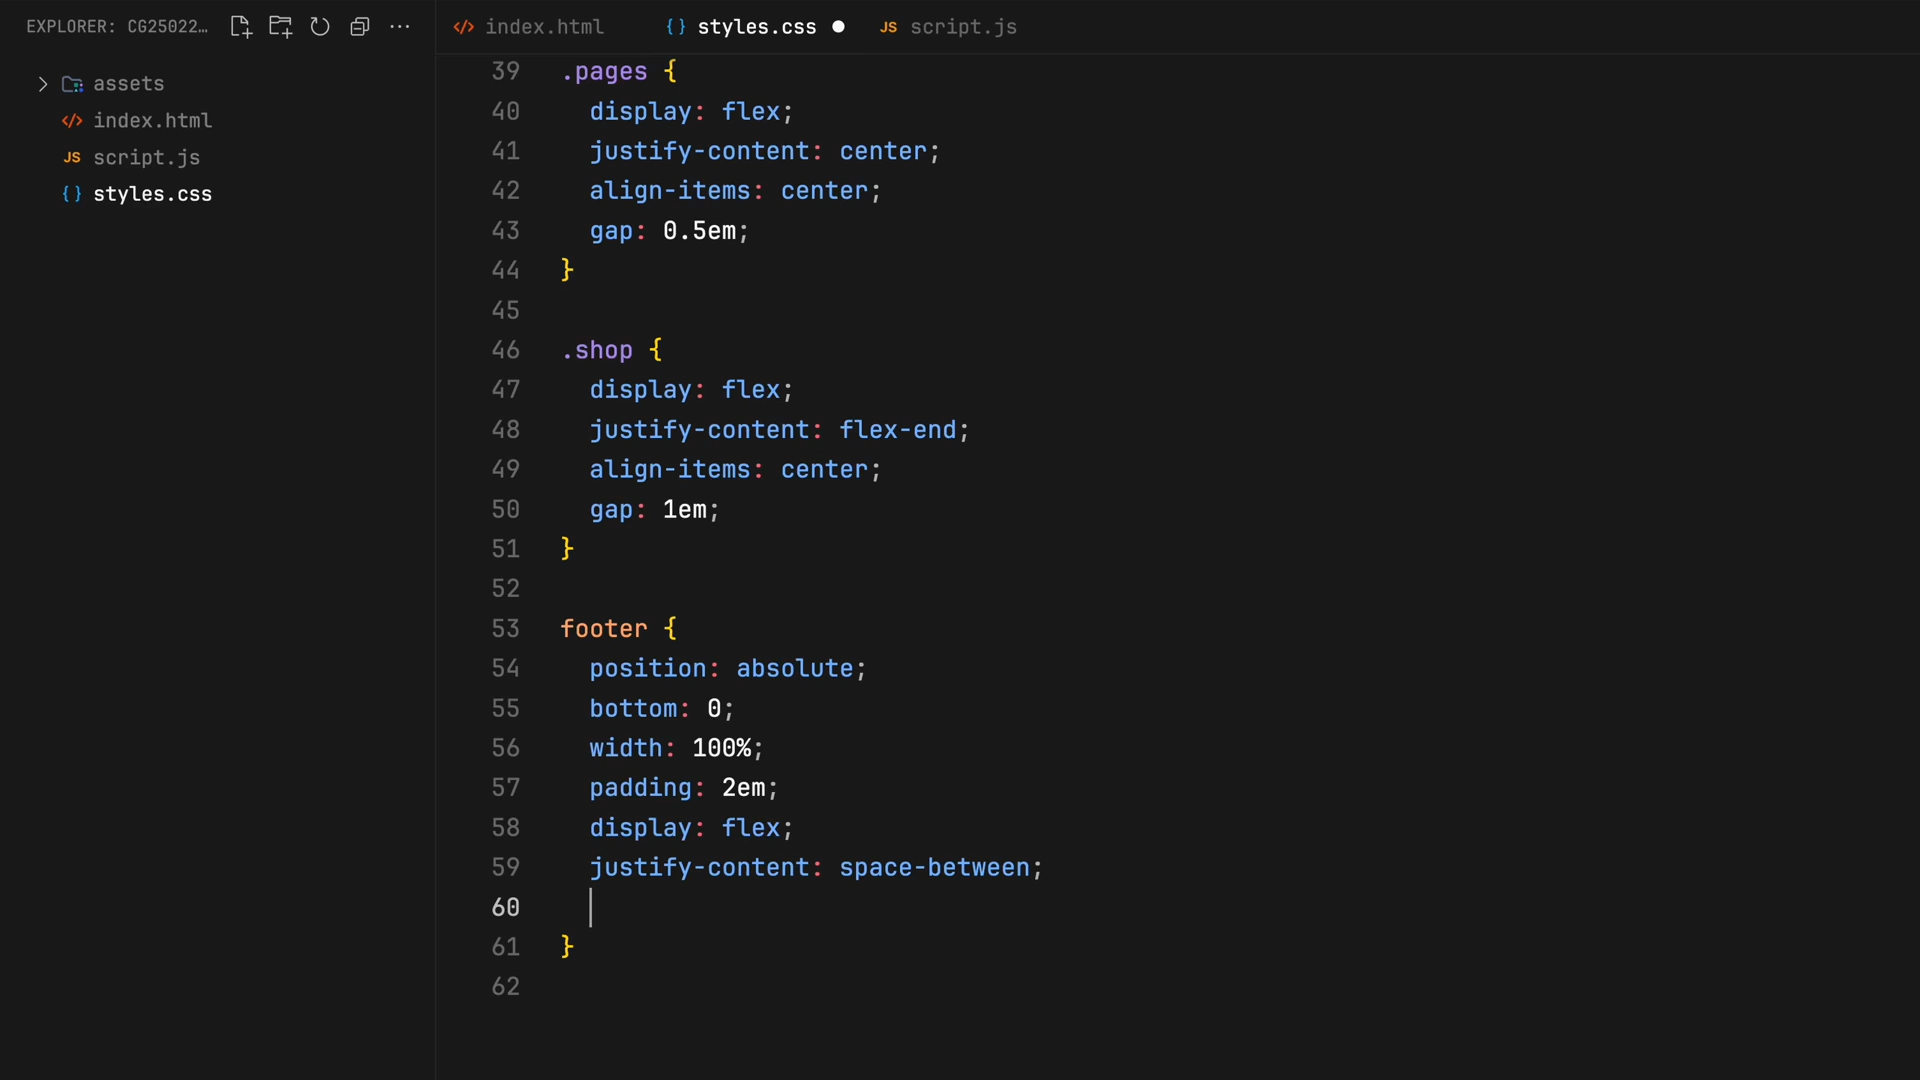 EXPLORER: CG25022…
assets
</> index.html
JS script.js
{} styles.css
</> index.html
{} styles.css
JS script.js
39 .pages {
40 display: flex;
41 justify-content: center;
42 align-items: center;
43 gap: 0.5em;
44 }
45
46 .shop {
47 display: flex;
48 justify-content: flex-end;
49 align-items: center;
50 gap: 1em;
51 }
52
53 footer {
54 position: absolute;
55 bottom: 0;
56 width: 100%;
57 padding: 2em;
58 display: flex;
59 justify-content: space-between;
60
61 }
62